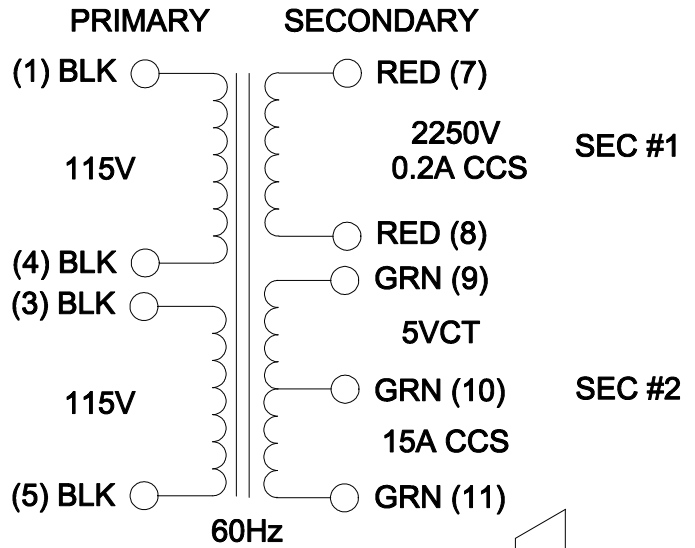 PRIMARY SECONDARY
(1) BLK RED (7)
2250V
115V 0.2A CCS SEC #1
RED (8)
(4) BLK
GRN (9)
(3) BLK
5VCT
115V GRN (10) SEC #2
15A CCS
(5) BLK GRN (11)
60Hz